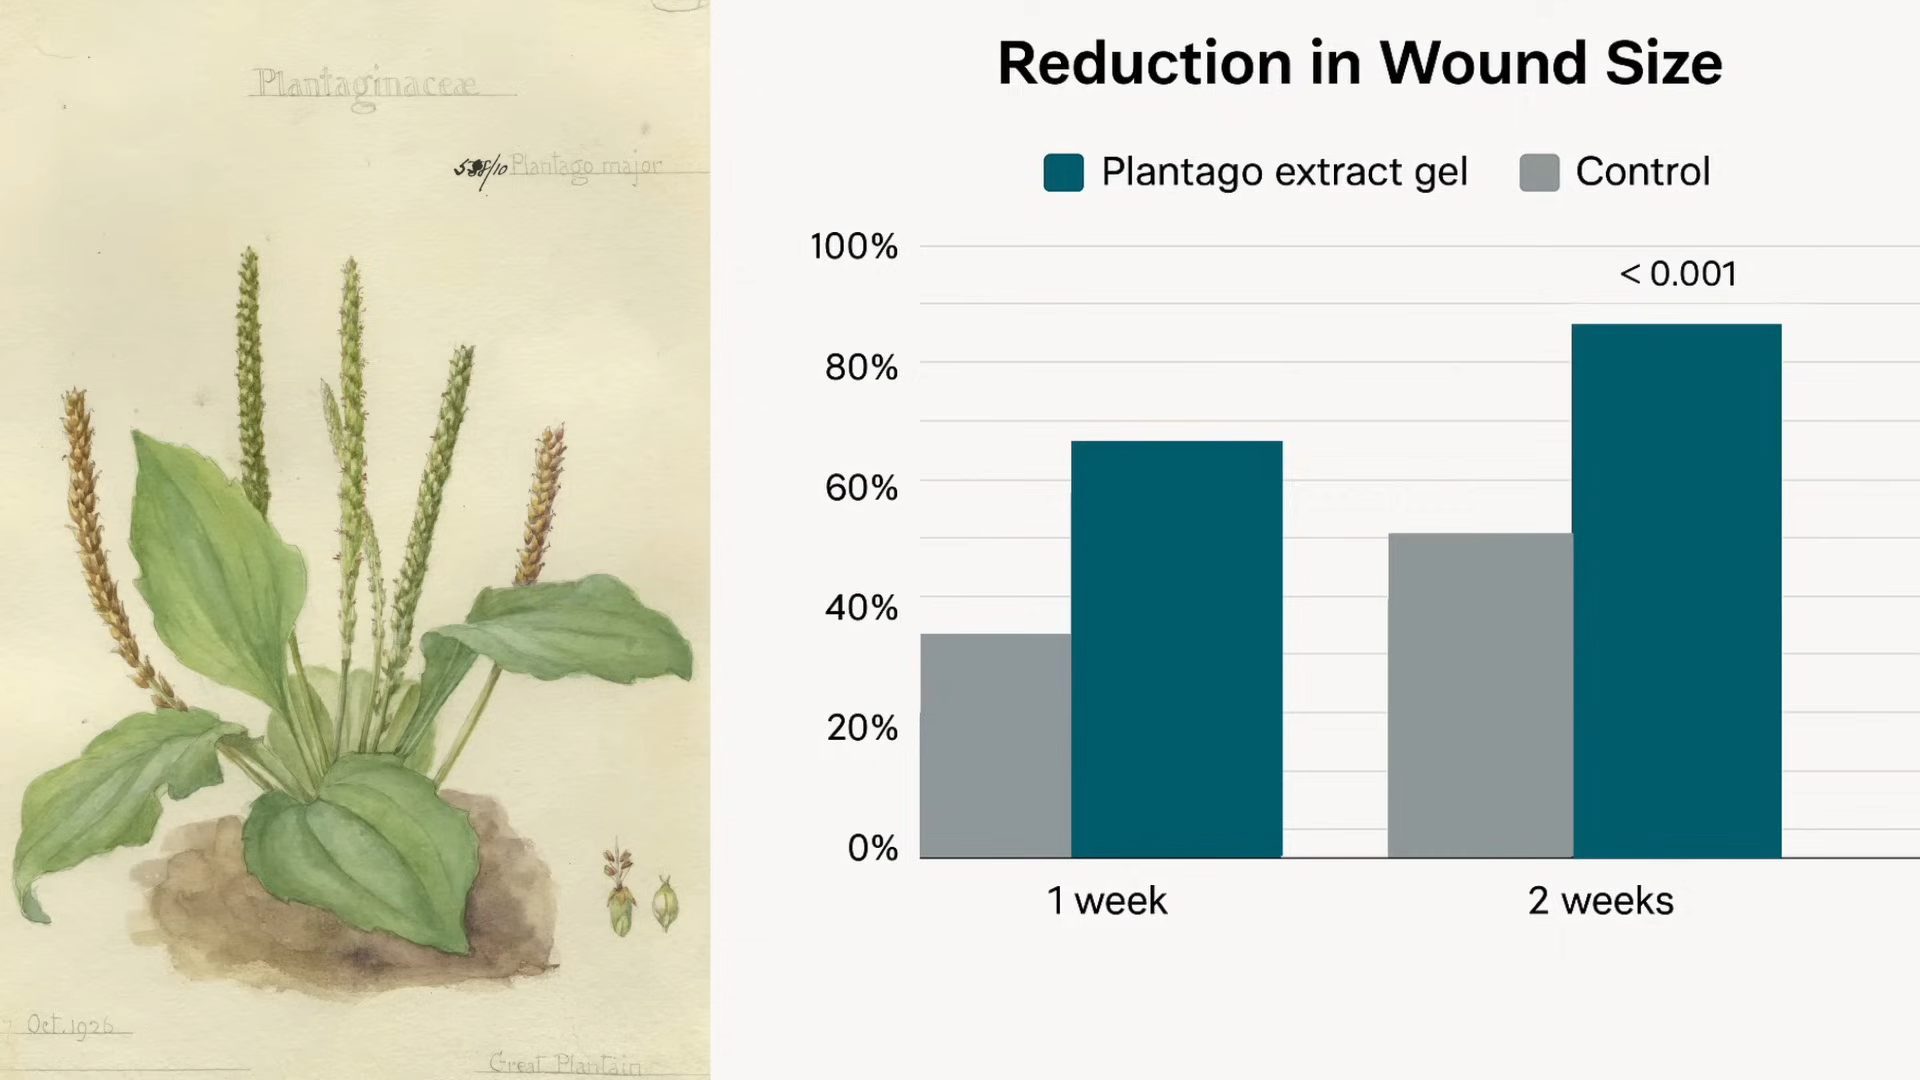 Plantaginaceæ
Plantago major
Oct. 1926
Great Plantain
Reduction in Wound Size
Plantago extract gel
Control
100%
< 0.001
80%
60%
40%
20%
0%
1 week
2 weeks